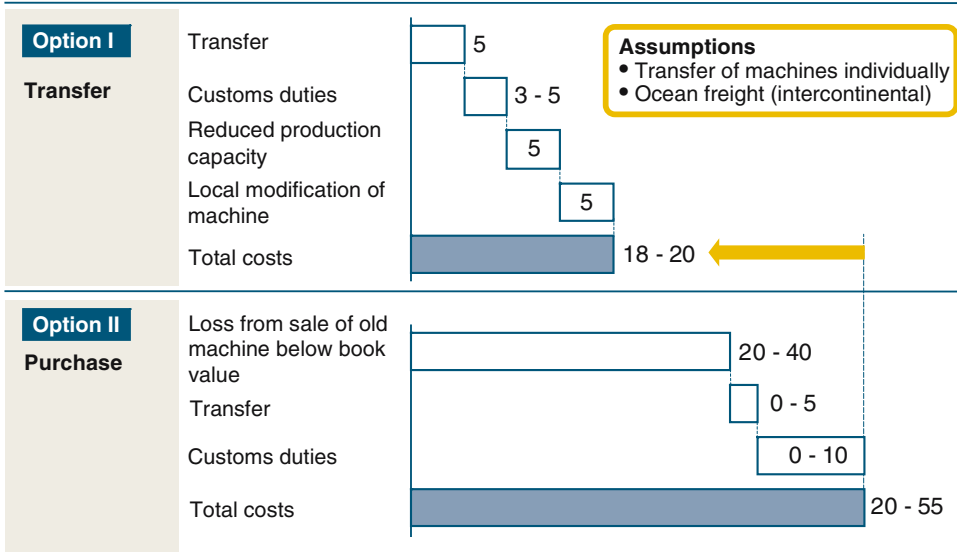 Option I
Transfer
Transfer
5
Customs duties
3 - 5
Reduced production
capacity
5
Local modification of
machine
5
Total costs
18 - 20
Assumptions
• Transfer of machines individually
• Ocean freight (intercontinental)
Option II
Purchase
Loss from sale of old
machine below book
value
20 - 40
Transfer
0 - 5
Customs duties
0 - 10
Total costs
20 - 55